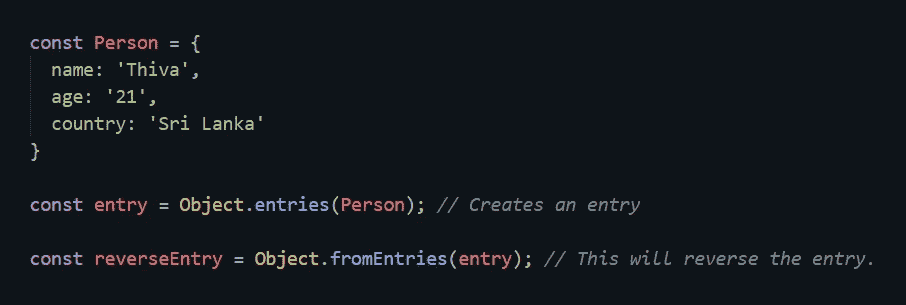 const Person = {
  name: 'Thiva',
  age: '21',
  country: 'Sri Lanka'
}
const entry = Object.entries(Person); // Creates an entry
const reverseEntry = Object.fromEntries(entry); // This will reverse the entry.